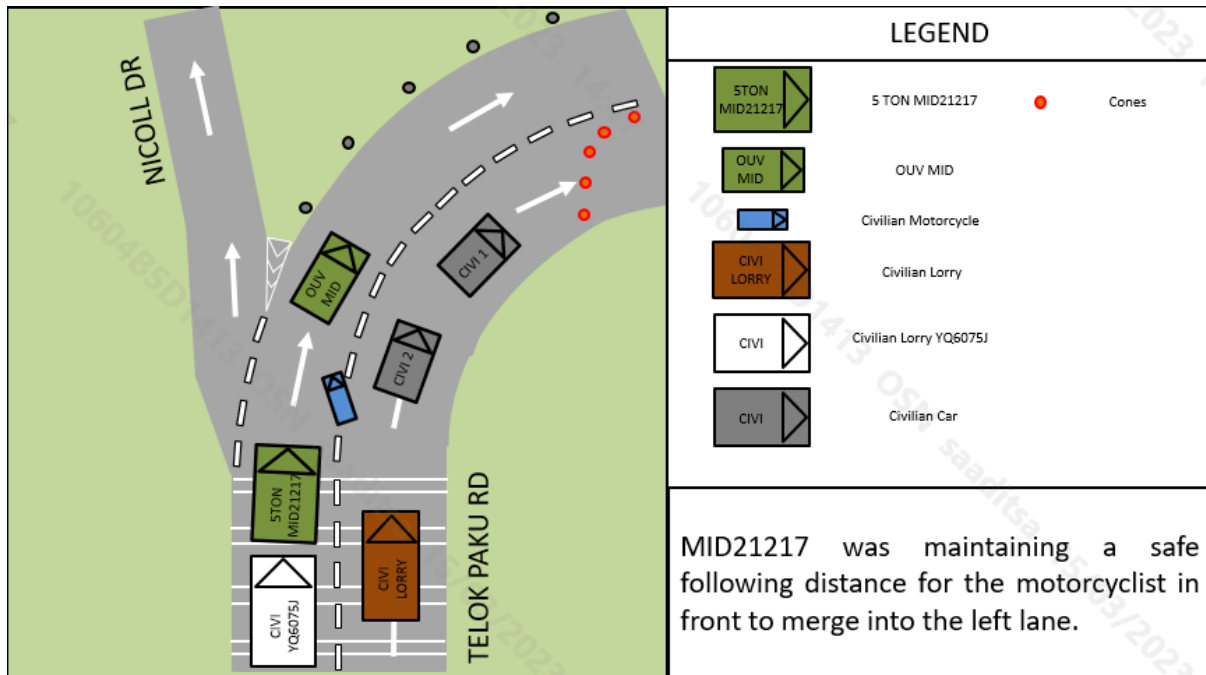 NICOLL DR
OUV
MID
CIVI 1
CIVI 2
5TON
MID21217
CIVI
YQ6075J
CIVI
LORRY
TELOK PAKU RD
LEGEND
5TON
MID21217
5 TON MID21217
Cones
OUV
MID
OUV MID
Civilian Motorcycle
CIVI
LORRY
Civilian Lorry
CIVI
Civilian Lorry YQ6075J
CIVI
Civilian Car
MID21217 was maintaining a safe
following distance for the motorcyclist in
front to merge into the left lane.